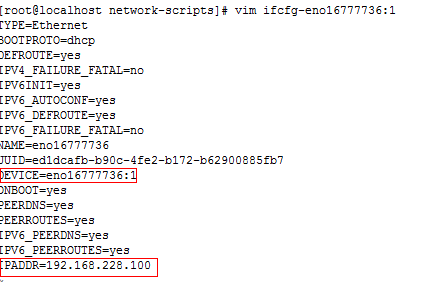 [root@localhost network-scripts]# vim ifcfg-eno16777736:1
TYPE=Ethernet
BOOTPROTO=dhcp
DEFROUTE=yes
IPV4_FAILURE_FATAL=no
IPV6INIT=yes
IPV6_AUTOCONF=yes
IPV6_DEFROUTE=yes
IPV6_FAILURE_FATAL=no
NAME=eno16777736
UUID=ed1dcafb-b90c-4fe2-b172-b62900885fb7
DEVICE=eno16777736:1
ONBOOT=yes
PEERDNS=yes
PEERROUTES=yes
IPV6_PEERDNS=yes
IPV6_PEERROUTES=yes
IPADDR=192.168.228.100
~